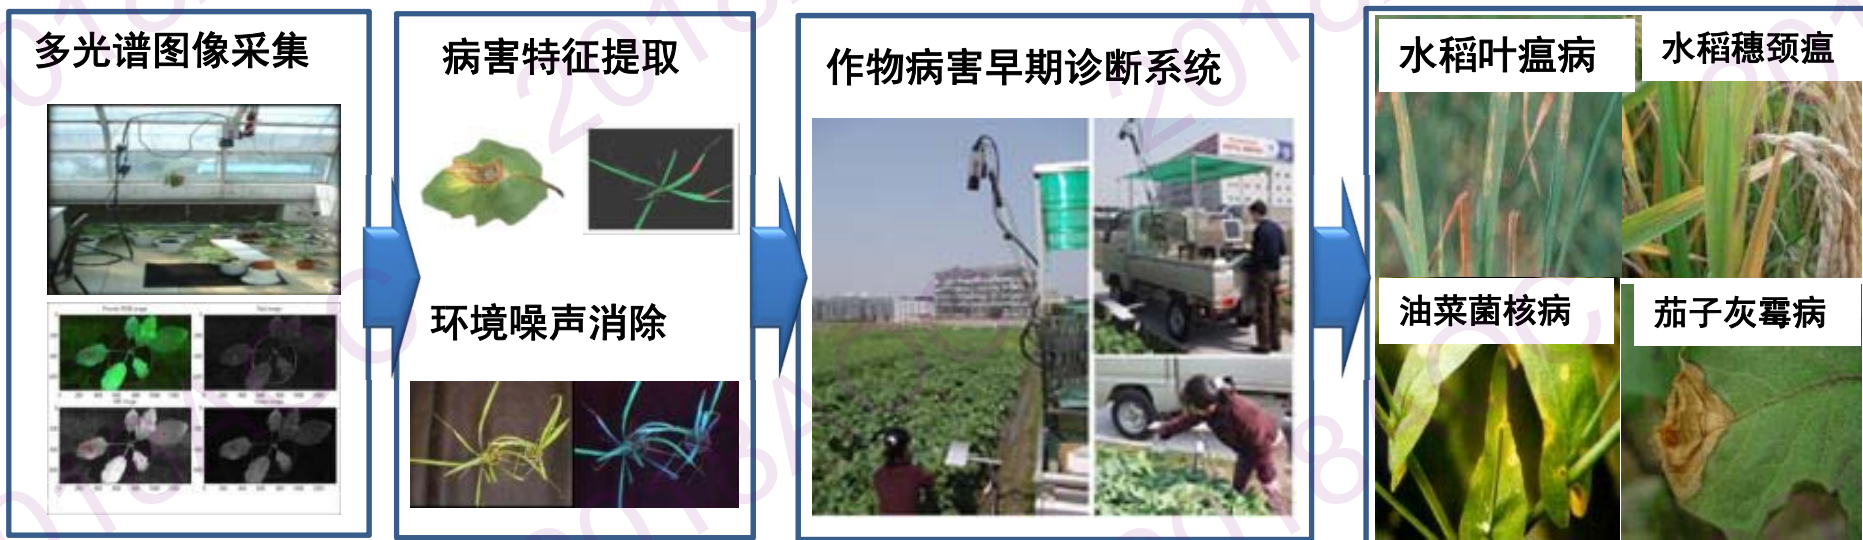 多光谱图像采集
病害特征提取
环境噪声消除
作物病害早期诊断系统
水稻叶瘟病
水稻穗颈瘟
油菜菌核病
茄子灰霉病